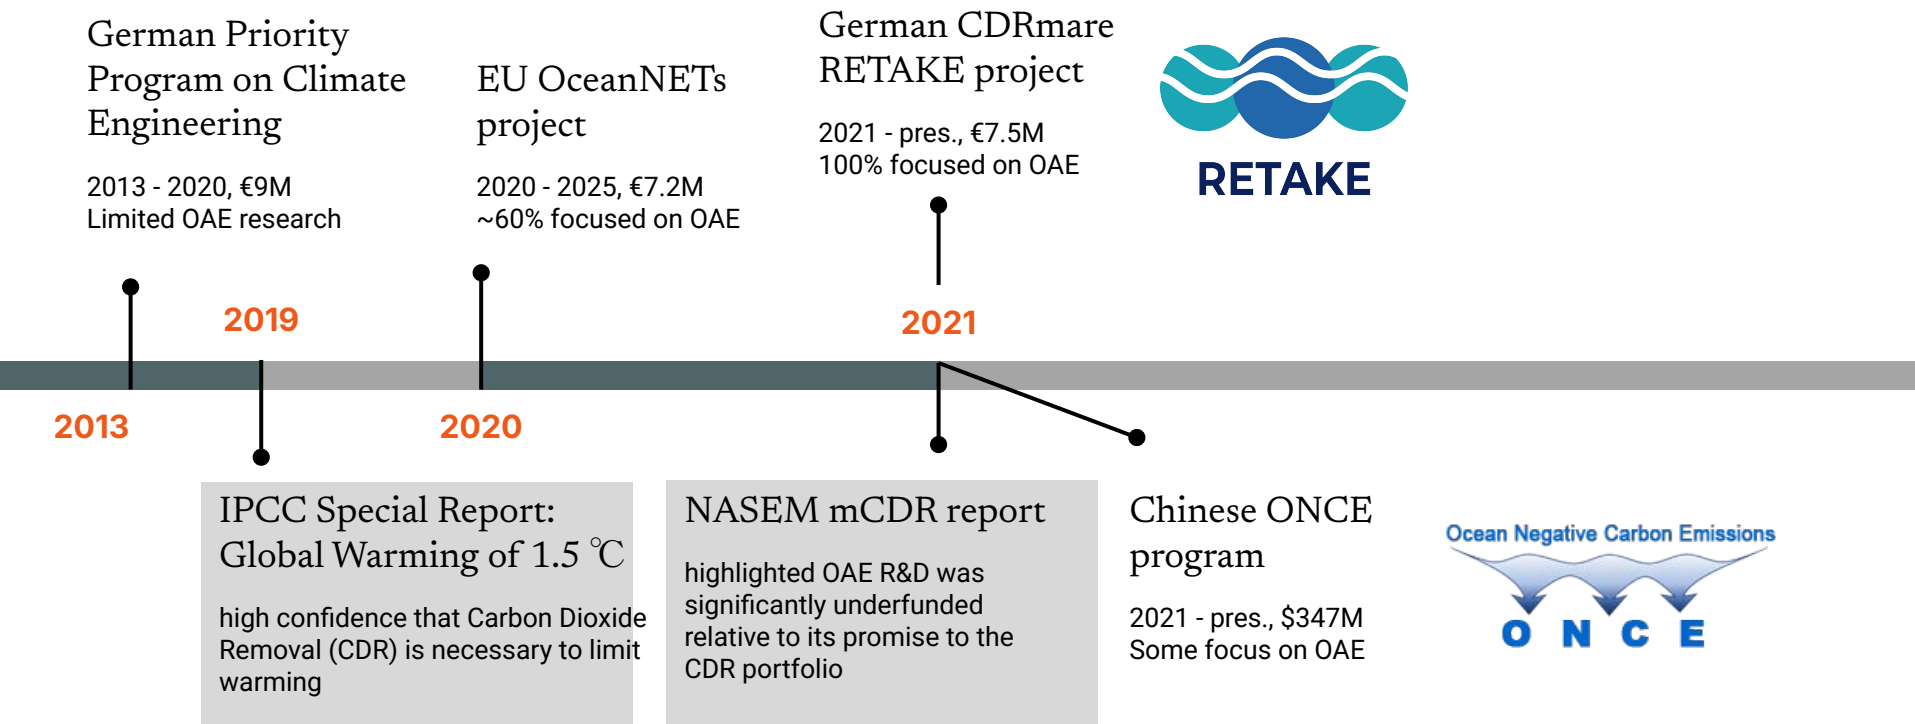 German Priority
Program on Climate
Engineering
2013 - 2020, €9M
Limited OAE research
EU OceanNETs
project
2020 - 2025, €7.2M
~60% focused on OAE
German CDRmare
RETAKE project
2021 - pres., €7.5M
100% focused on OAE
RETAKE
2019
2021
2013
2020
IPCC Special Report:
Global Warming of 1.5 ℃
high confidence that Carbon Dioxide
Removal (CDR) is necessary to limit
warming
NASEM mCDR report
highlighted OAE R&D was
significantly underfunded
relative to its promise to the
CDR portfolio
Chinese ONCE
program
2021 - pres., $347M
Some focus on OAE
Ocean Negative Carbon Emissions
O N C E